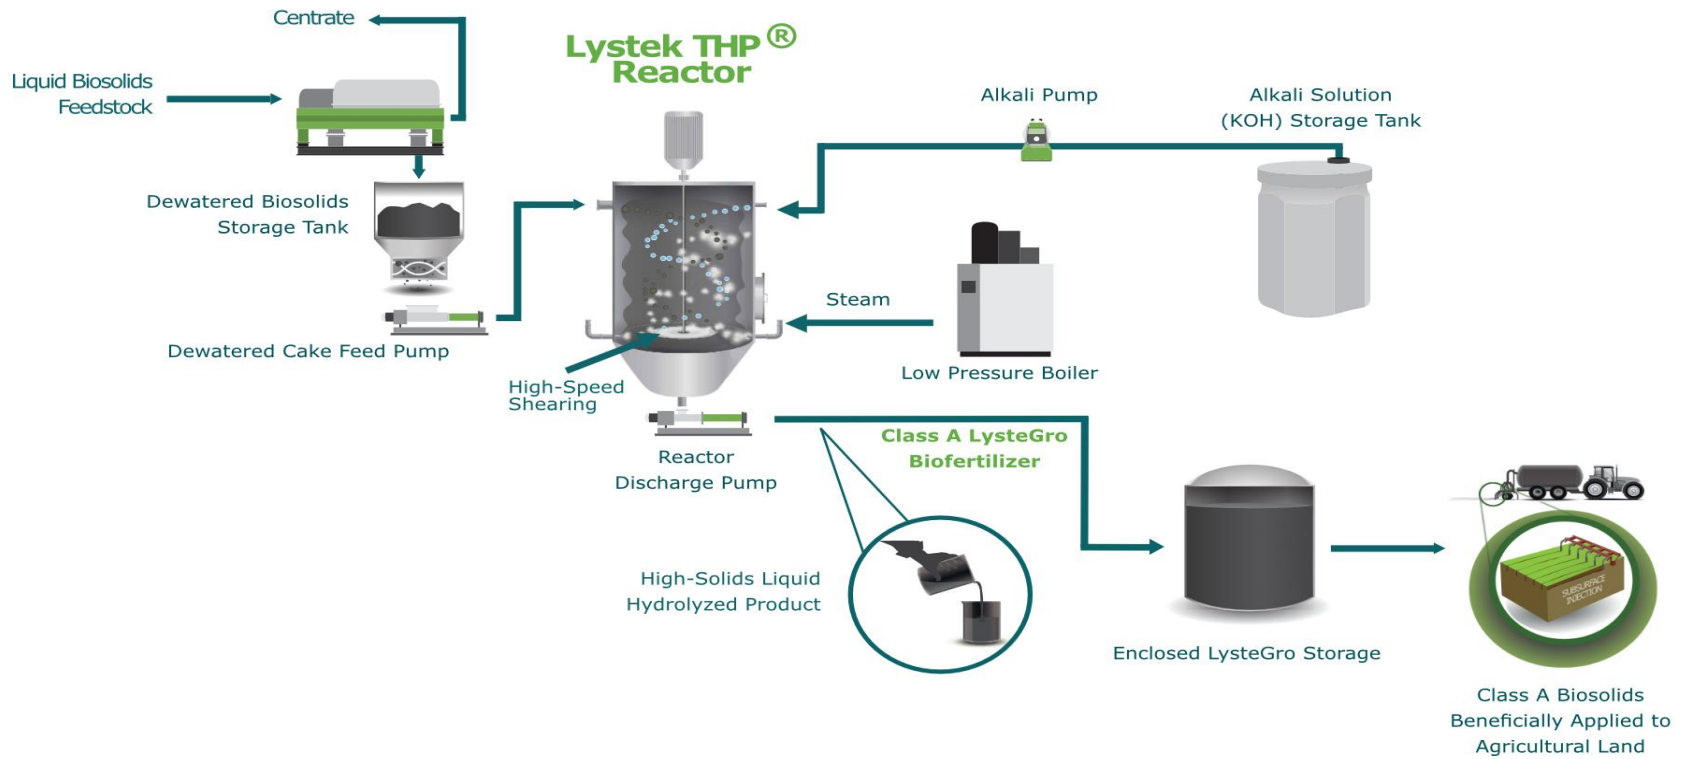 Centrate
Liquid Biosolids
Feedstock
Lystek THP®
Reactor
Alkali Pump
Alkali Solution
(KOH) Storage Tank
Dewatered Biosolids
Storage Tank
Steam
Dewatered Cake Feed Pump
Low Pressure Boiler
High-Speed
Shearing
Class A LysteGro
Biofertilizer
Reactor
Discharge Pump
High-Solids Liquid
Hydrolyzed Product
SUBSURFACE
INJECTION
Enclosed LysteGro Storage
Class A Biosolids
Beneficially Applied to
Agricultural Land